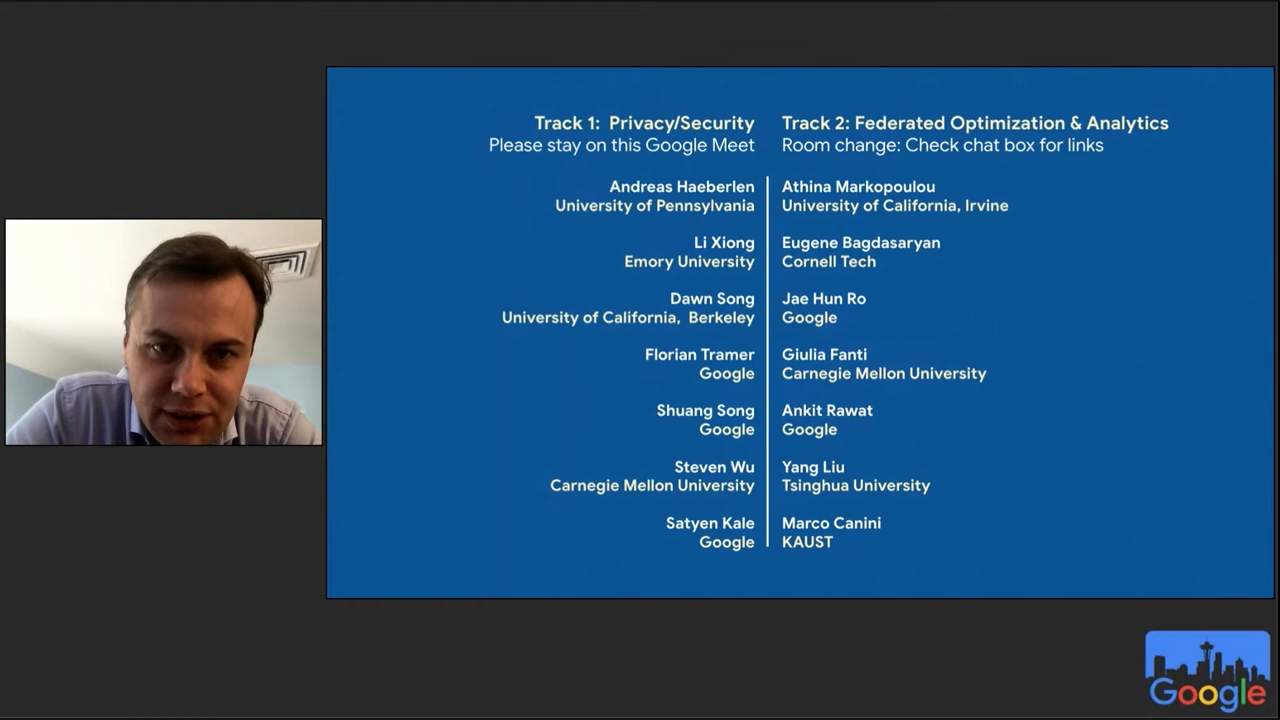 Track 1: Privacy/Security
Please stay on this Google Meet
Andreas Haeberlen
University of Pennsylvania
Li Xiong
Emory University
Dawn Song
University of California, Berkeley
Florian Tramer
Google
Shuang Song
Google
Steven Wu
Carnegie Mellon University
Satyen Kale
Google
Track 2: Federated Optimization & Analytics
Room change: Check chat box for links
Athina Markopoulou
University of California, Irvine
Eugene Bagdasaryan
Cornell Tech
Jae Hun Ro
Google
Giulia Fanti
Carnegie Mellon University
Ankit Rawat
Google
Yang Liu
Tsinghua University
Marco Canini
KAUST
Google